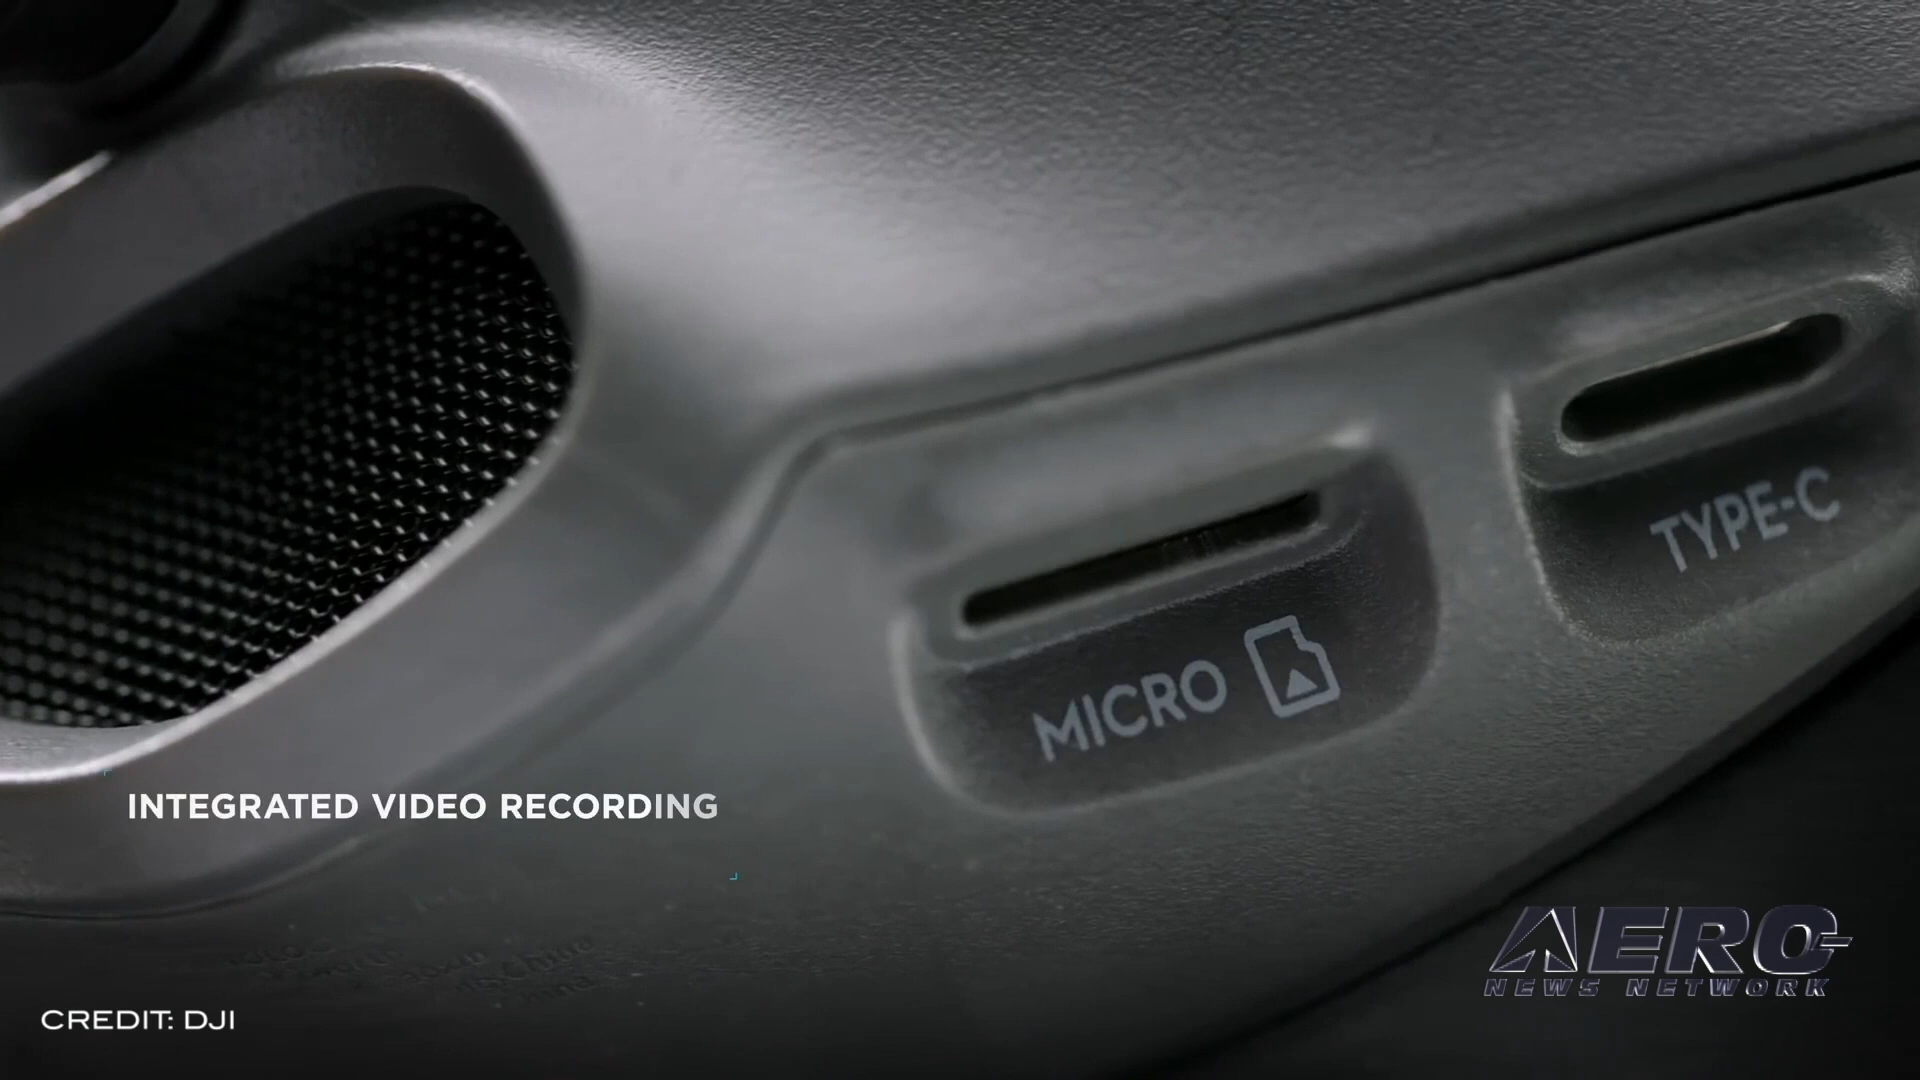 TYPE-C
MICRO
INTEGRATED VIDEO RECORDING
AERO
NEWS NETWORK
CREDIT: DJI